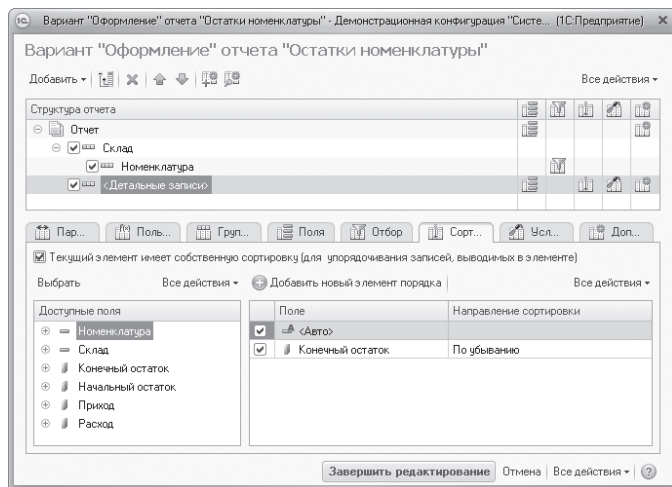 Вариант "Оформление" отчета "Остатки номенклатуры" - Демонстрационная конфигурация "Систе... (1С:Предприятие)
Вариант "Оформление" отчета "Остатки номенклатуры"
Добавить
Все действия
Структура отчета
Отчет
Склад
Номенклатура
<Детальные записи>
Пар... Поль... Груп... Поля Отбор Сорт... Усл... Доп...
Текущий элемент имеет собственную сортировку (для упорядочивания записей, выводимых в элементе)
Выбрать Все действия Добавить новый элемент порядка Все действия
Доступные поля Поле Направление сортировки
Номенклатура <Авто>
Склад Конечный остаток По убыванию
Конечный остаток
Начальный остаток
Приход
Расход
Завершить редактирование Отмена Все действия ?